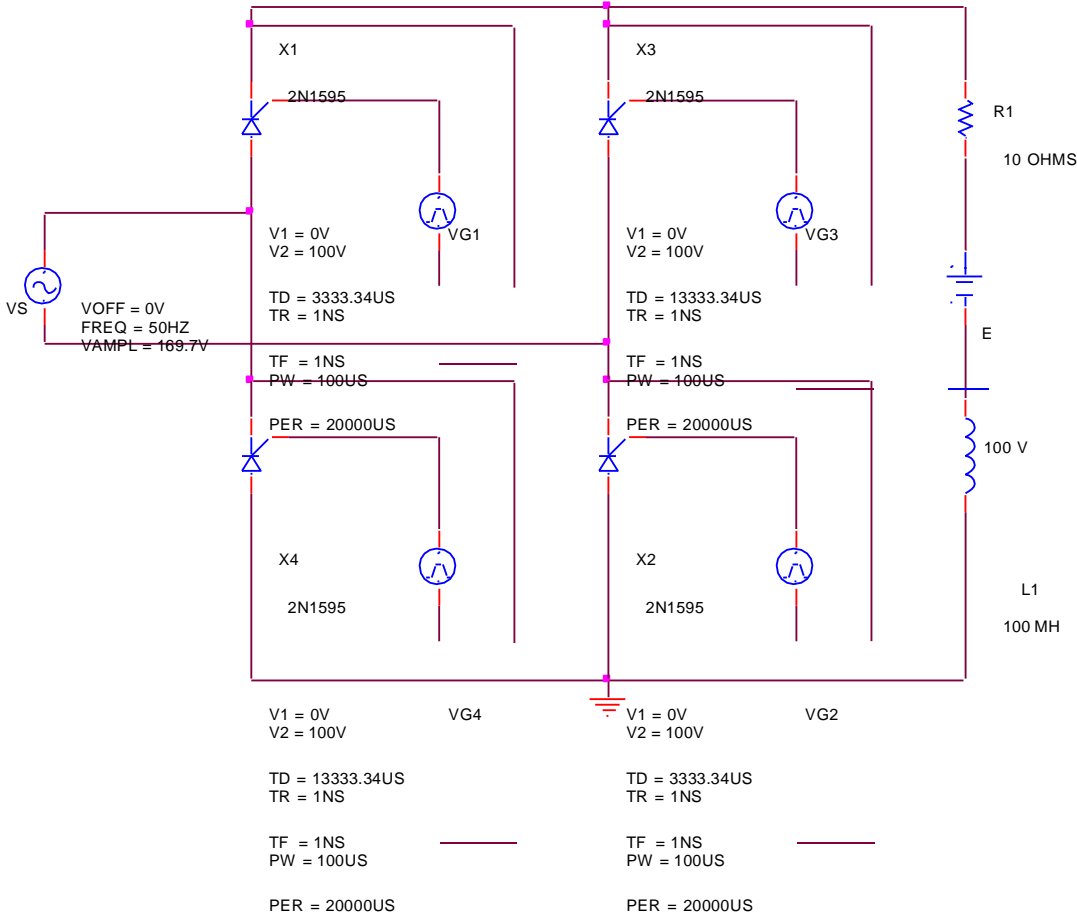 X1
X3
2N1595
2N1595
R1
10 OHMS
V1 = 0V
V2 = 100V
VG1
V1 = 0V
V2 = 100V
VG3
TD = 3333.34US
TR = 1NS
TD = 13333.34US
TR = 1NS
VS
VOFF = 0V
FREQ = 50HZ
VAMPL = 169.7V
E
TF = 1NS
PW = 100US
TF = 1NS
PW = 100US
PER = 20000US
PER = 20000US
100 V
X4
X2
2N1595
2N1595
L1
100 MH
V1 = 0V
V2 = 100V
VG4
V1 = 0V
V2 = 100V
VG2
TD = 13333.34US
TR = 1NS
TD = 3333.34US
TR = 1NS
TF = 1NS
PW = 100US
TF = 1NS
PW = 100US
PER = 20000US
PER = 20000US